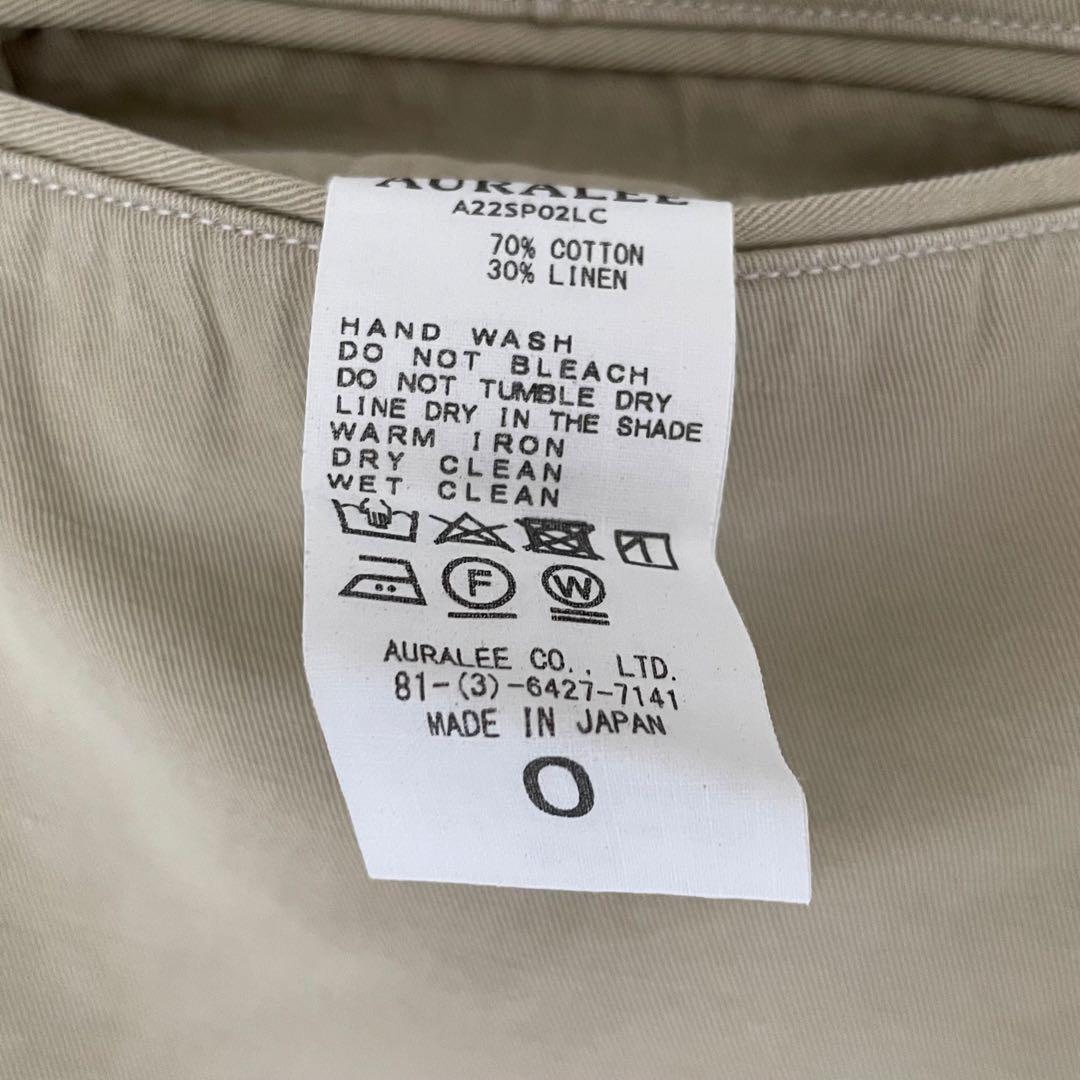 AURALEE
A22SP02LC
70% COTTON
30% LINEN
HAND WASH
DO NOT BLEACH
DO NOT TUMBLE DRY
LINE DRY IN THE SHADE
WARM IRON
DRY CLEAN
WET CLEAN
F W
AURALEE CO., LTD.
81-(3)-6427-7141
MADE IN JAPAN
0